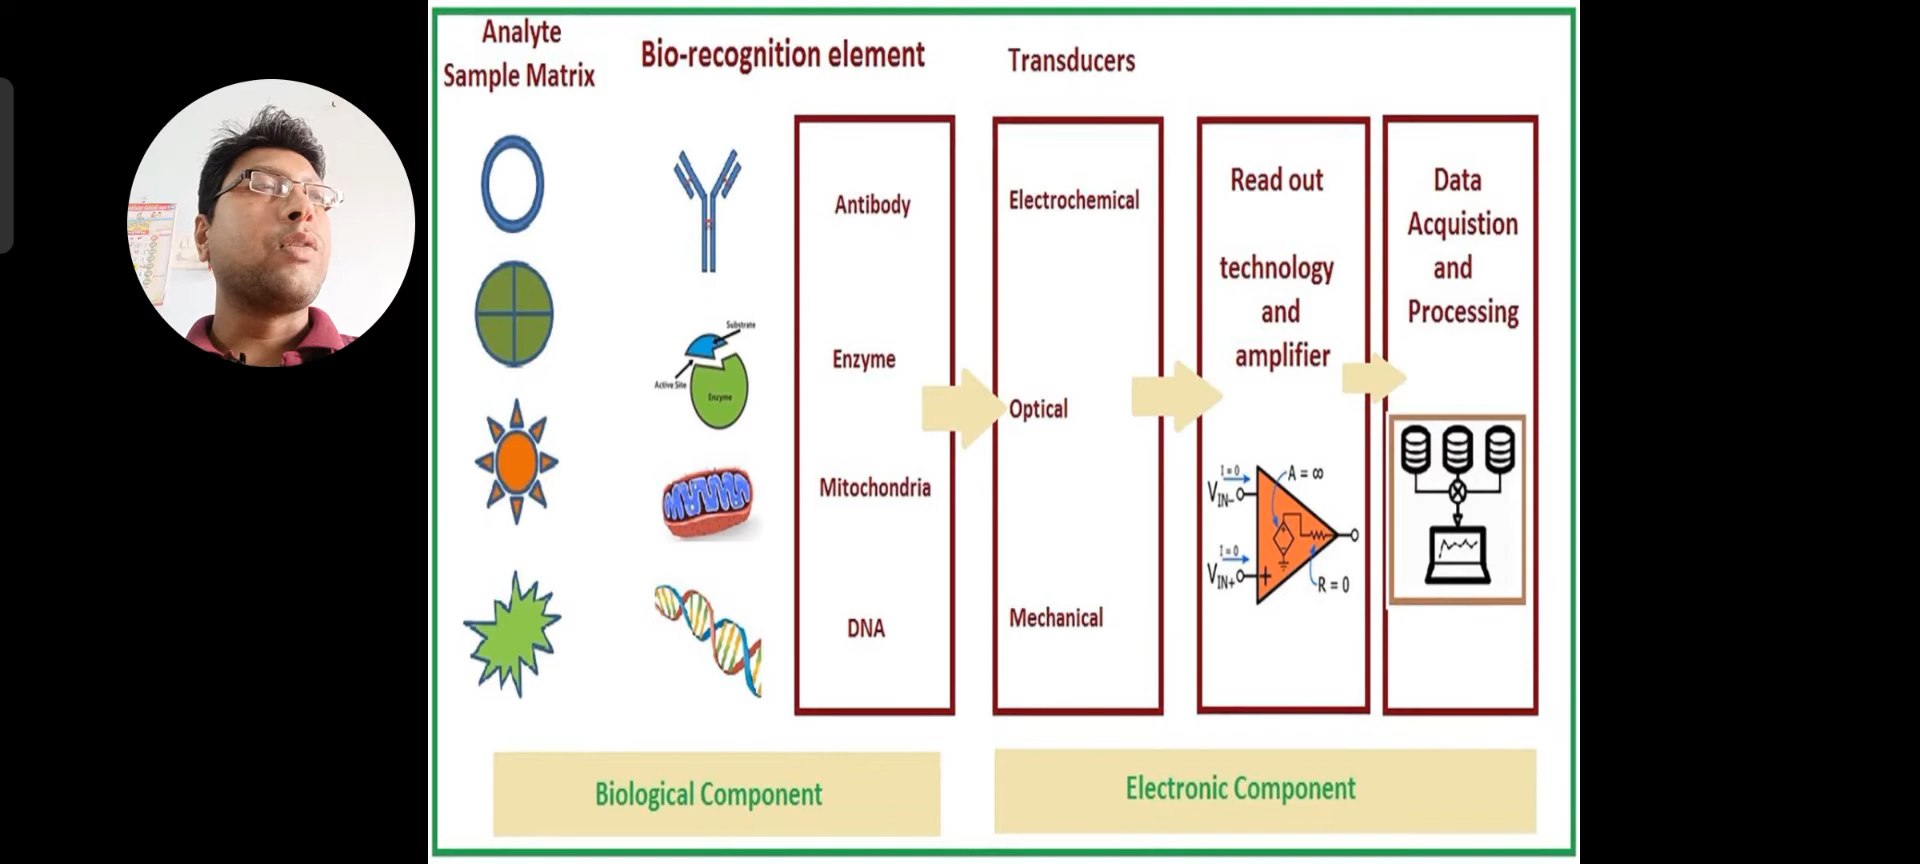 Analyte
Sample Matrix
Bio-recognition element
Transducers
Antibody
Enzyme
Mitochondria
DNA
Substrate
Active Site
Enzyme
Electrochemical
Optical
Mechanical
Read out
technology
and
amplifier
I = 0
A = ∞
VIN-
I = 0
VIN+
R = 0
Data
Acquistion
and
Processing
Biological Component
Electronic Component